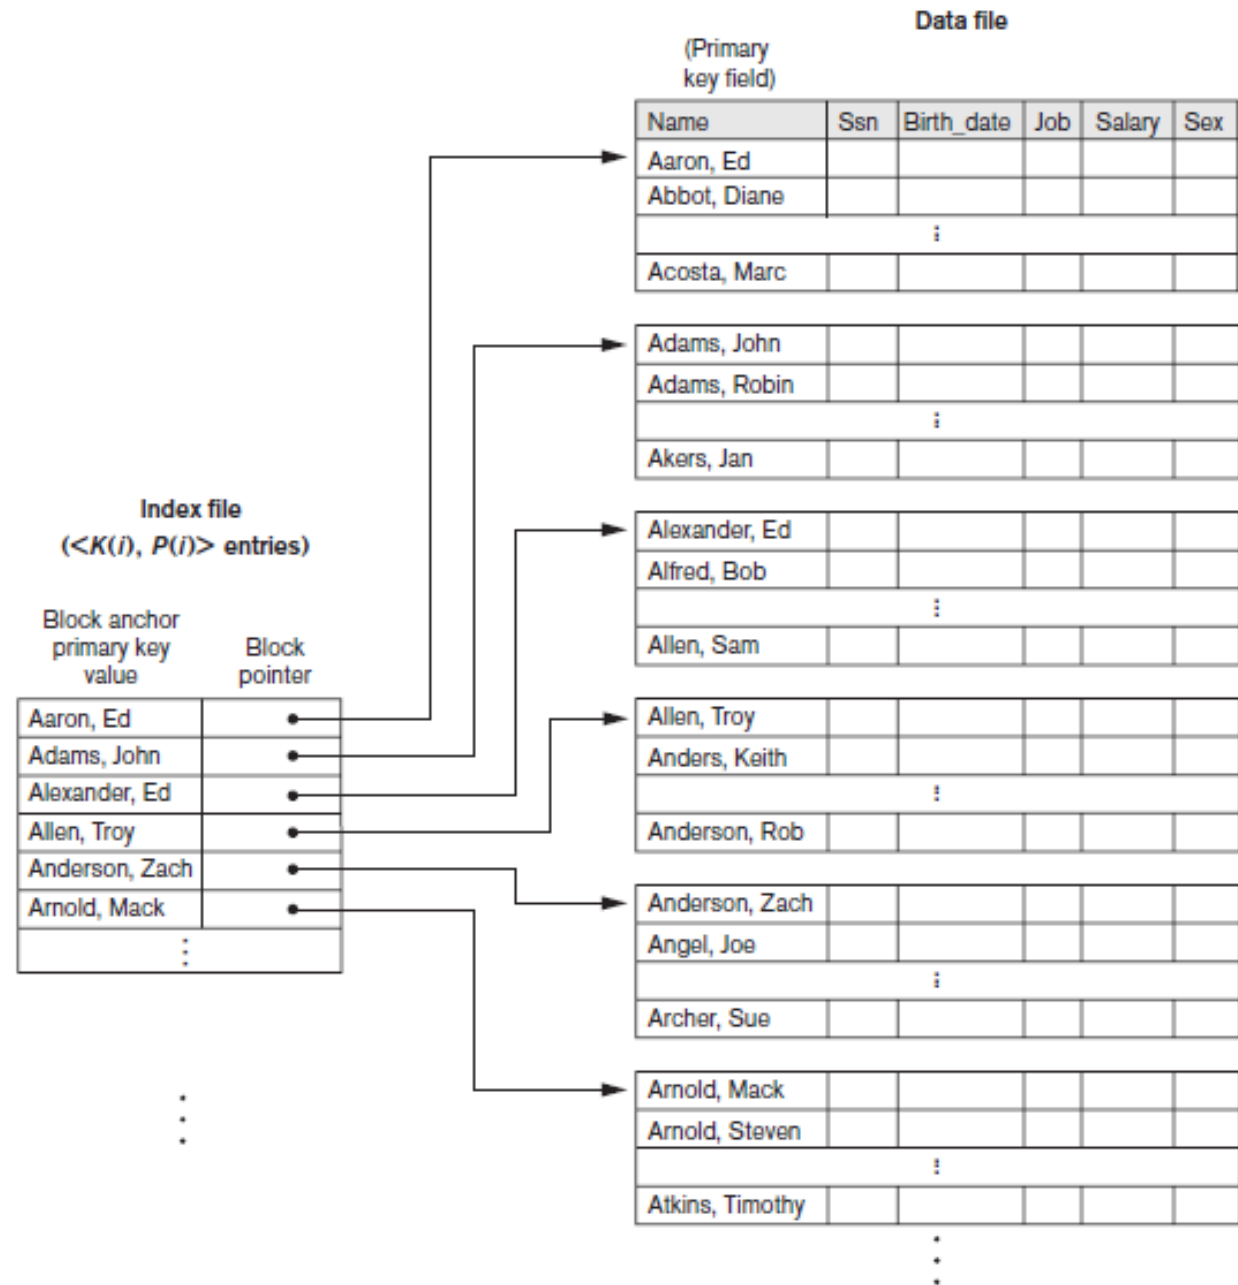 Data file
(Primary
key field)
Name Ssn Birth_date Job Salary Sex
Aaron, Ed
Abbot, Diane
⋮
Acosta, Marc
Adams, John
Adams, Robin
⋮
Akers, Jan
Alexander, Ed
Alfred, Bob
⋮
Allen, Sam
Allen, Troy
Anders, Keith
⋮
Anderson, Rob
Anderson, Zach
Angel, Joe
⋮
Archer, Sue
Arnold, Mack
Arnold, Steven
⋮
Atkins, Timothy
⋮
Index file
(<K(i), P(i)> entries)
Block anchor
primary key
value
Block
pointer
Aaron, Ed
Adams, John
Alexander, Ed
Allen, Troy
Anderson, Zach
Arnold, Mack
⋮
⋮